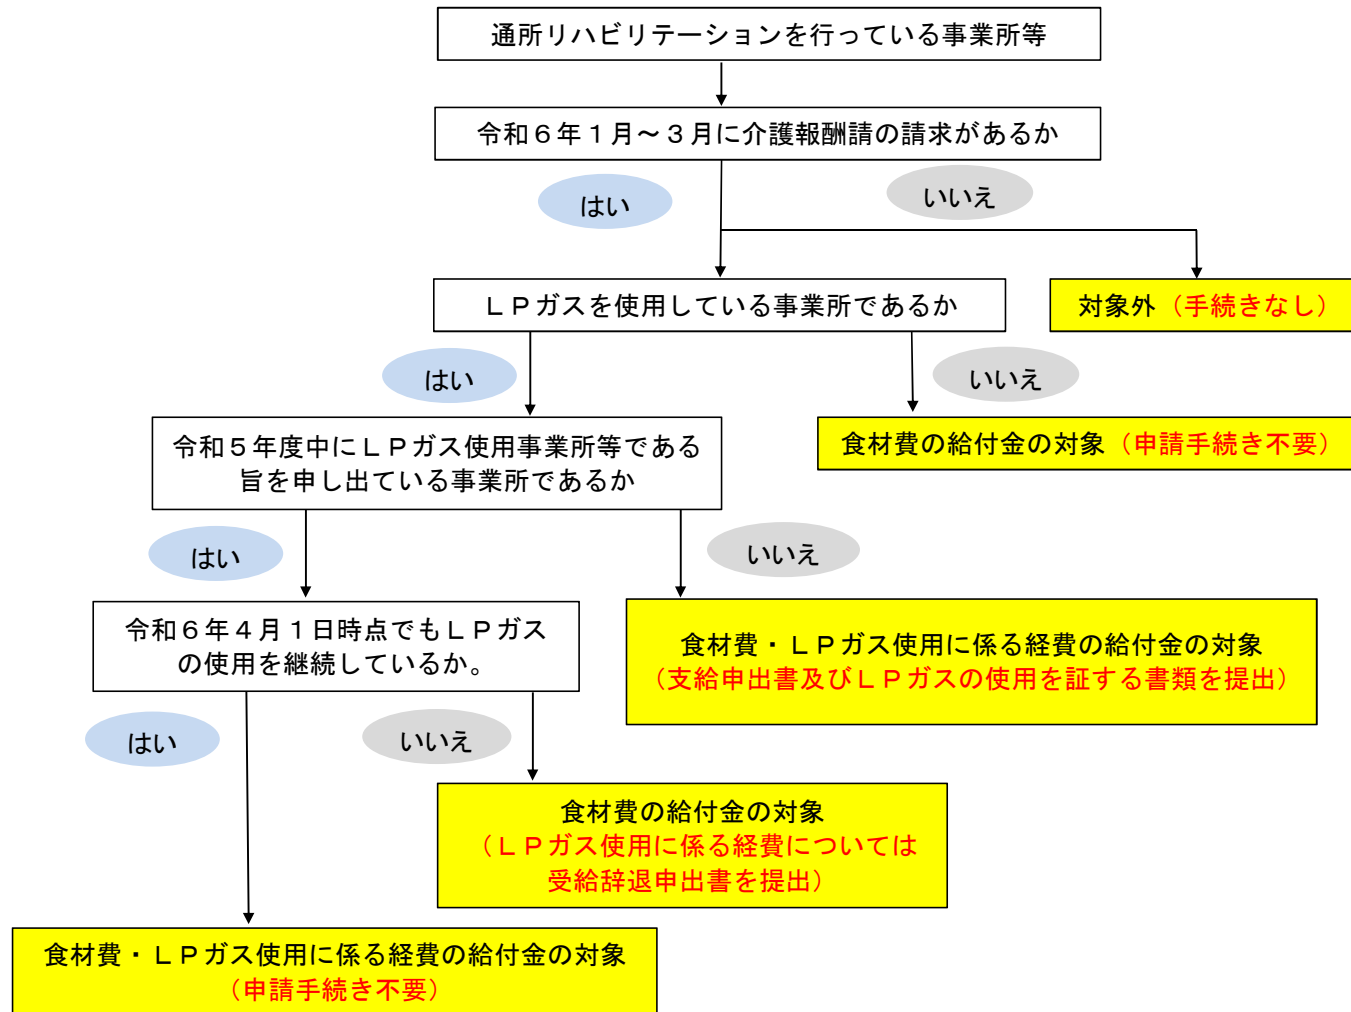 通所リハビリテーションを行っている事業所等
令和６年１月～３月に介護報酬請の請求があるか
はい
いいえ
ＬＰガスを使用している事業所であるか
対象外（手続きなし）
はい
いいえ
令和５年度中にＬＰガス使用事業所等である
旨を申し出ている事業所であるか
食材費の給付金の対象（申請手続き不要）
はい
いいえ
令和６年４月１日時点でもＬＰガス
の使用を継続しているか。
食材費・ＬＰガス使用に係る経費の給付金の対象
（支給申出書及びＬＰガスの使用を証する書類を提出）
はい
いいえ
食材費の給付金の対象
（ＬＰガス使用に係る経費については
受給辞退申出書を提出）
食材費・ＬＰガス使用に係る経費の給付金の対象
（申請手続き不要）